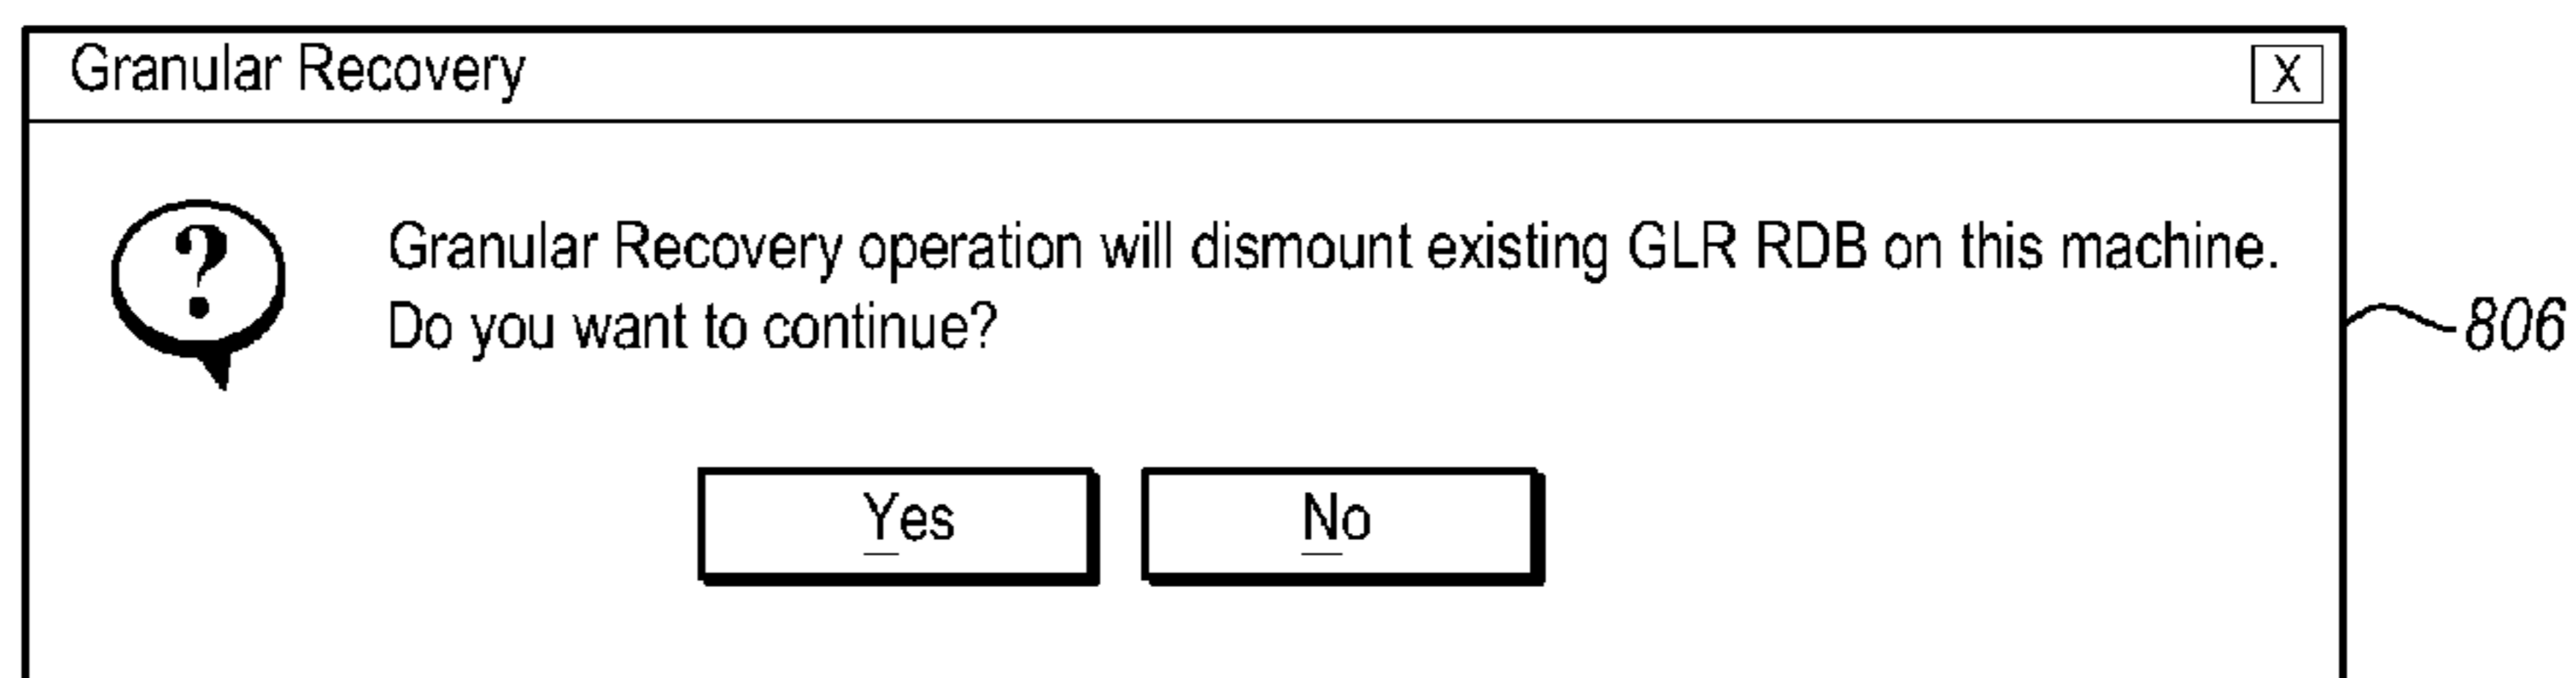 Granular Recovery X
?
Granular Recovery operation will dismount existing GLR RDB on this machine.
Do you want to continue?
806
Yes No